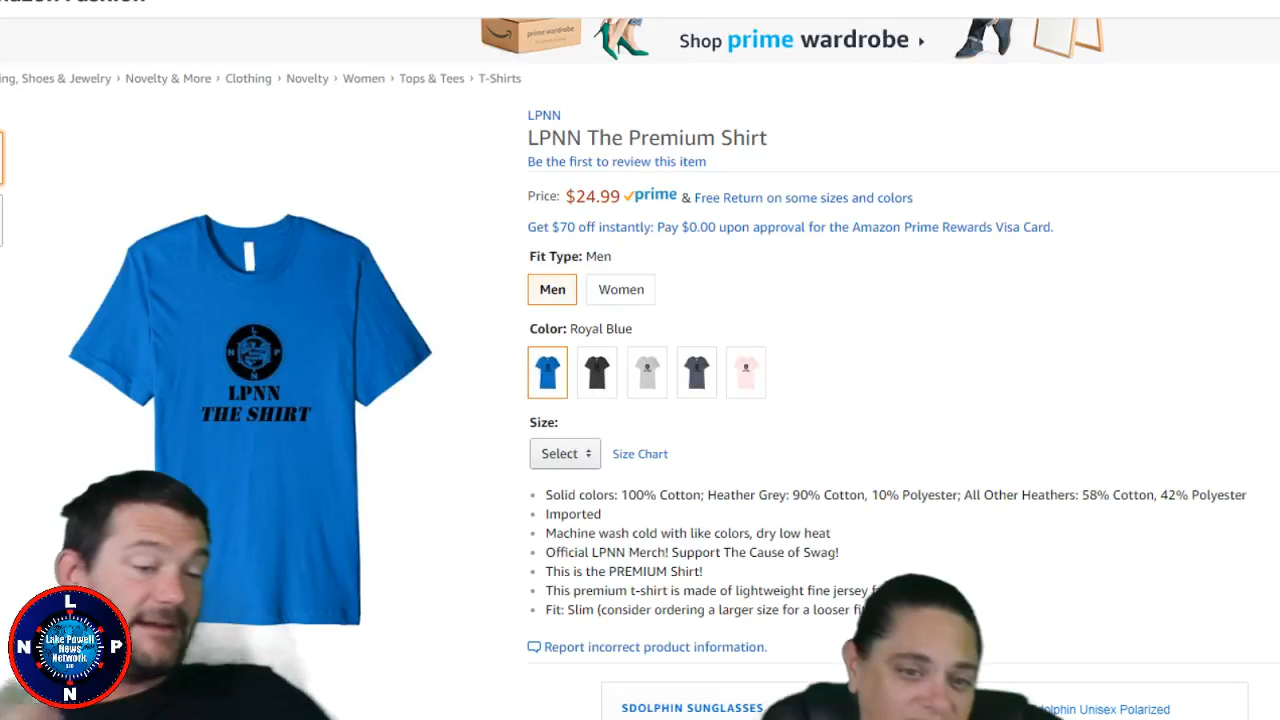 prime wardrobe
Shop prime wardrobe
Shoes & Jewelry › Novelty & More › Clothing › Novelty › Women › Tops & Tees › T-Shirts
LPNN
LPNN The Premium Shirt
Be the first to review this item
Price: $24.99 prime & Free Return on some sizes and colors
Get $70 off instantly: Pay $0.00 upon approval for the Amazon Prime Rewards Visa Card.
Fit Type: Men
Men Women
Color: Royal Blue
L
N P
N
LPNN
THE SHIRT
Size:
Select Size Chart
Solid colors: 100% Cotton; Heather Grey: 90% Cotton, 10% Polyester; All Other Heathers: 58% Cotton, 42% Polyester
Imported
Machine wash cold with like colors, dry low heat
Official LPNN Merch! Support The Cause of Swag!
This is the PREMIUM Shirt!
This premium t-shirt is made of lightweight fine jersey
Fit: Slim (consider ordering a larger size for a looser
Report incorrect product information.
SDOLPHIN SUNGLASSES
Unisex Polarized
L
N P
N
Lake Powell
News
Network